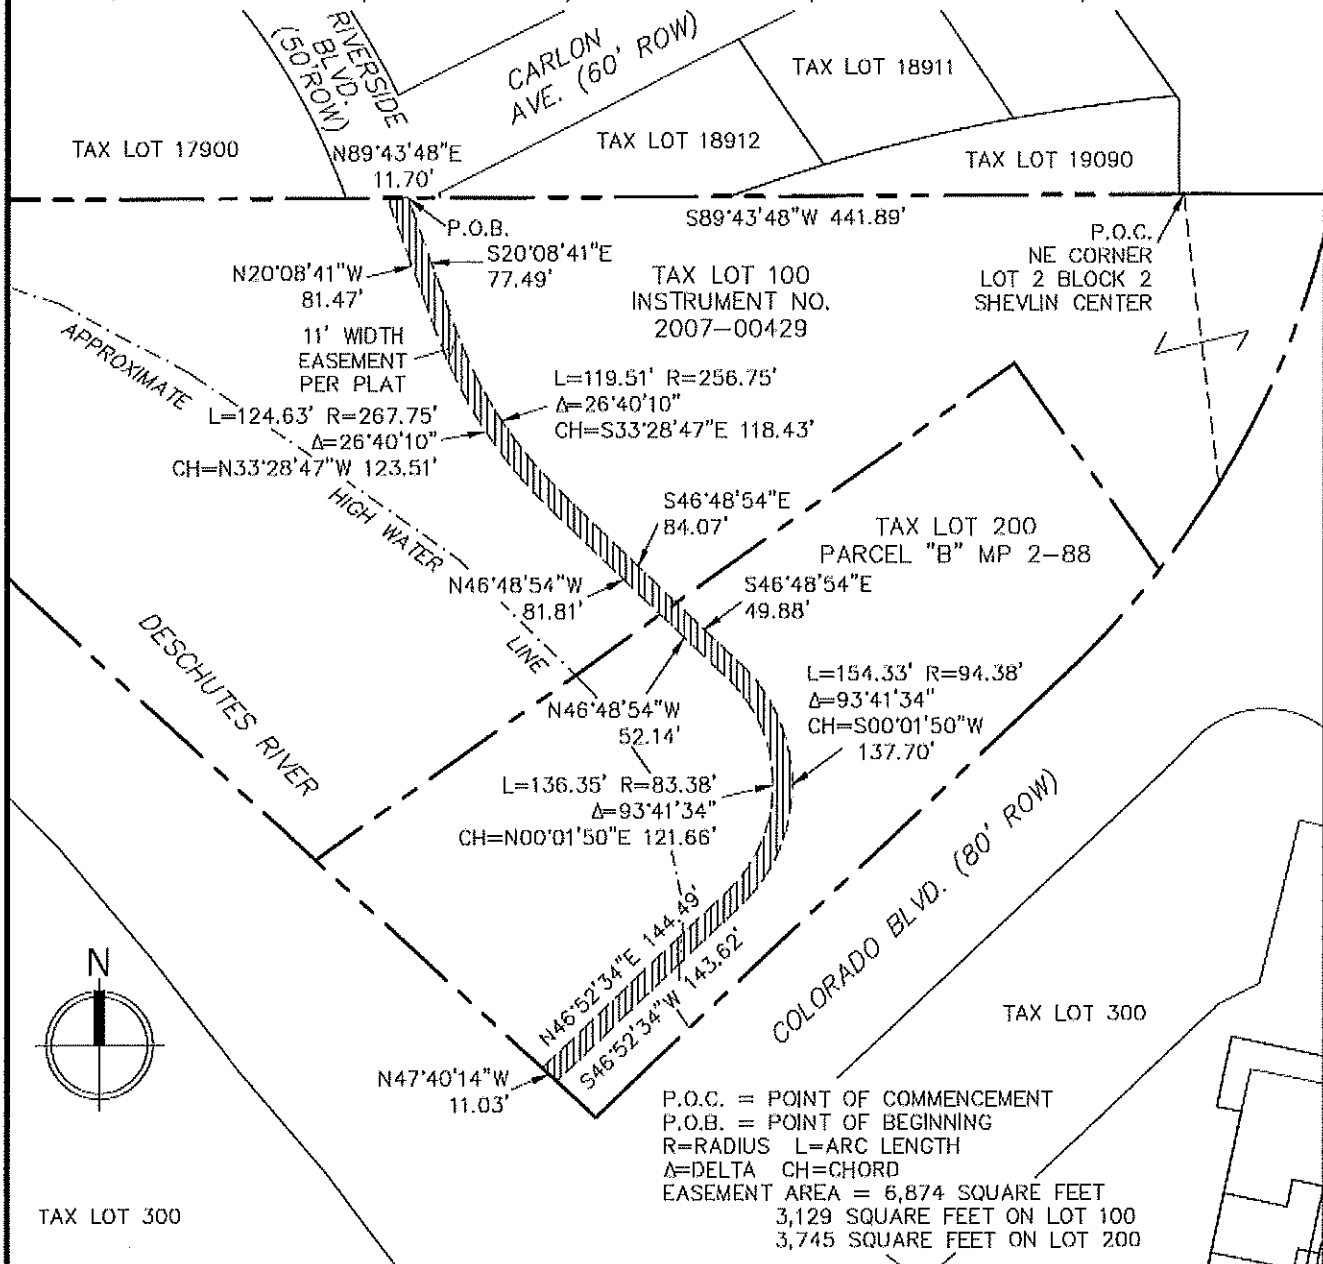 RIVERSIDE
BLVD.
(50'ROW)
CARLON
AVE. (60' ROW)
TAX LOT 18911
TAX LOT 17900
N89°43'48"E
11.70'
TAX LOT 18912
TAX LOT 19090
P.O.B.
S89°43'48"W 441.89'
P.O.C.
NE CORNER
LOT 2 BLOCK 2
SHEVLIN CENTER
N20°08'41"W
81.47'
S20°08'41"E
77.49'
TAX LOT 100
INSTRUMENT NO.
2007-00429
APPROXIMATE
HIGH WATER
LINE
11' WIDTH
EASEMENT
PER PLAT
L=124.63' R=267.75'
Δ=26°40'10"
CH=N33°28'47"W 123.51'
L=119.51' R=256.75'
Δ=26°40'10"
CH=S33°28'47"E 118.43'
S46°48'54"E
84.07'
TAX LOT 200
PARCEL "B" MP 2-88
N46°48'54"W
81.81'
S46°48'54"E
49.88'
DESCHUTES RIVER
N46°48'54"W
52.14'
L=154.33' R=94.38'
Δ=93°41'34"
CH=S00°01'50"W
137.70'
L=136.35' R=83.38'
Δ=93°41'34"
CH=N00°01'50"E 121.66'
COLORADO BLVD. (80' ROW)
N46°52'34"E 144.49'
S46°52'34"W 143.62'
N
N47°40'14"W
11.03'
TAX LOT 300
P.O.C. = POINT OF COMMENCEMENT
P.O.B. = POINT OF BEGINNING
R=RADIUS L=ARC LENGTH
Δ=DELTA CH=CHORD
EASEMENT AREA = 6,874 SQUARE FEET
3,129 SQUARE FEET ON LOT 100
3,745 SQUARE FEET ON LOT 200
TAX LOT 300